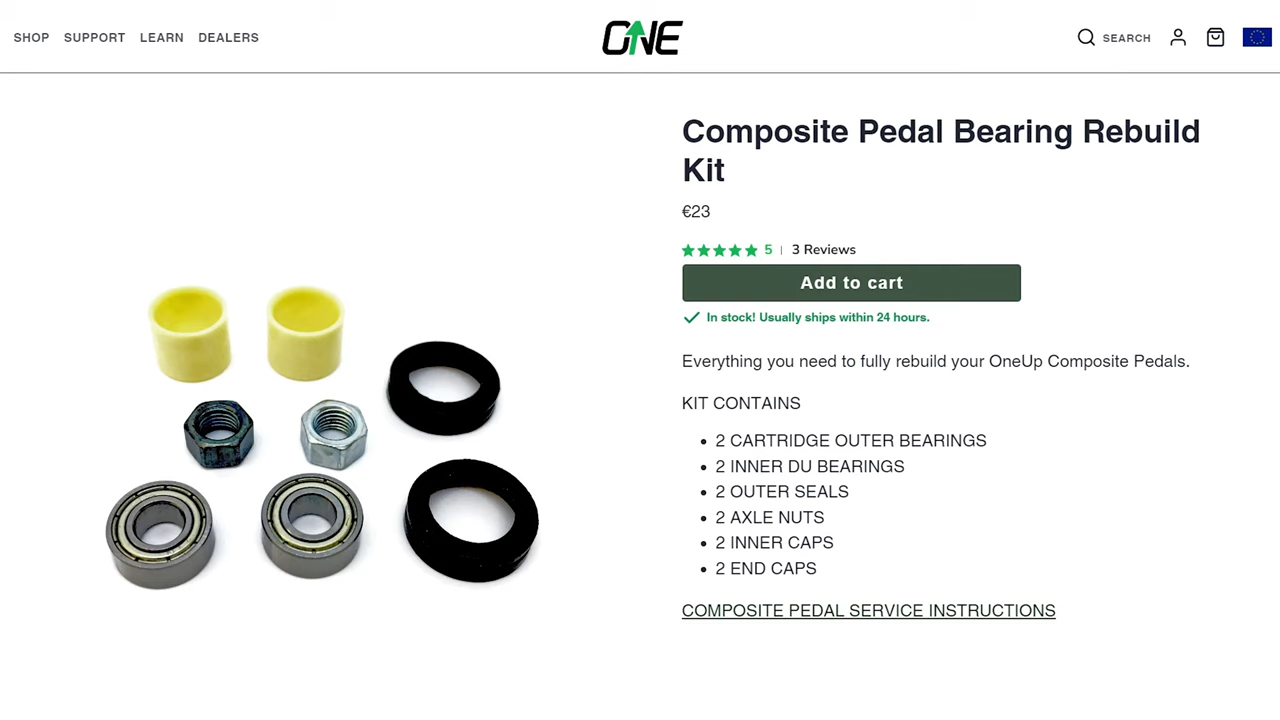 SHOP SUPPORT LEARN DEALERS
ONE
SEARCH
Composite Pedal Bearing Rebuild
Kit
€23
5 | 3 Reviews
Add to cart
In stock! Usually ships within 24 hours.
Everything you need to fully rebuild your OneUp Composite Pedals.
KIT CONTAINS
• 2 CARTRIDGE OUTER BEARINGS
• 2 INNER DU BEARINGS
• 2 OUTER SEALS
• 2 AXLE NUTS
• 2 INNER CAPS
• 2 END CAPS
COMPOSITE PEDAL SERVICE INSTRUCTIONS